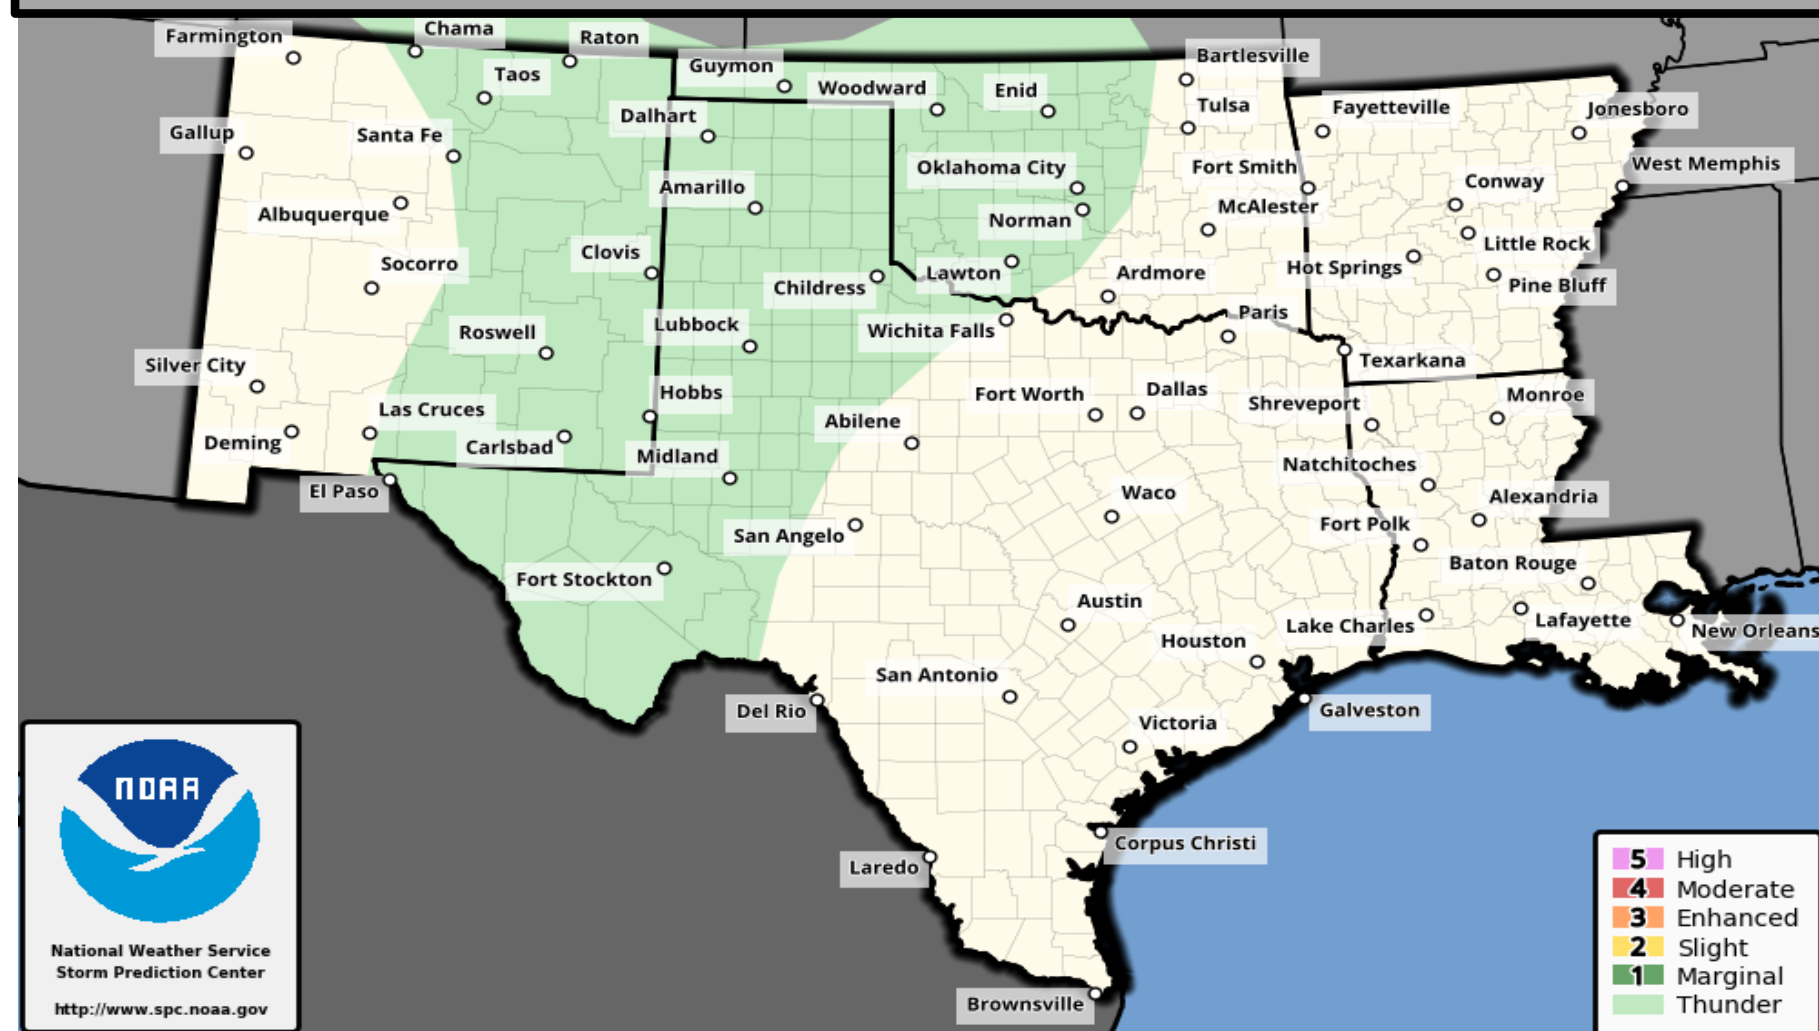 Farmington
Chama
Raton
Taos
Guymon
Woodward
Enid
Bartlesville
Tulsa
Fayetteville
Jonesboro
Gallup
Santa Fe
Dalhart
Oklahoma City
Fort Smith
Conway
West Memphis
Albuquerque
Amarillo
Norman
McAlester
Little Rock
Socorro
Clovis
Childress
Lawton
Ardmore
Hot Springs
Pine Bluff
Roswell
Lubbock
Wichita Falls
Paris
Texarkana
Silver City
Hobbs
Fort Worth
Dallas
Shreveport
Monroe
Las Cruces
Abilene
Deming
Carlsbad
Midland
Natchitoches
El Paso
Waco
Alexandria
San Angelo
Fort Polk
Fort Stockton
Baton Rouge
Austin
Houston
Lake Charles
Lafayette
New Orleans
San Antonio
Del Rio
Victoria
Galveston
Corpus Christi
Laredo
Brownsville
NOAA
National Weather Service
Storm Prediction Center
http://www.spc.noaa.gov
5 High
4 Moderate
3 Enhanced
2 Slight
1 Marginal
Thunder